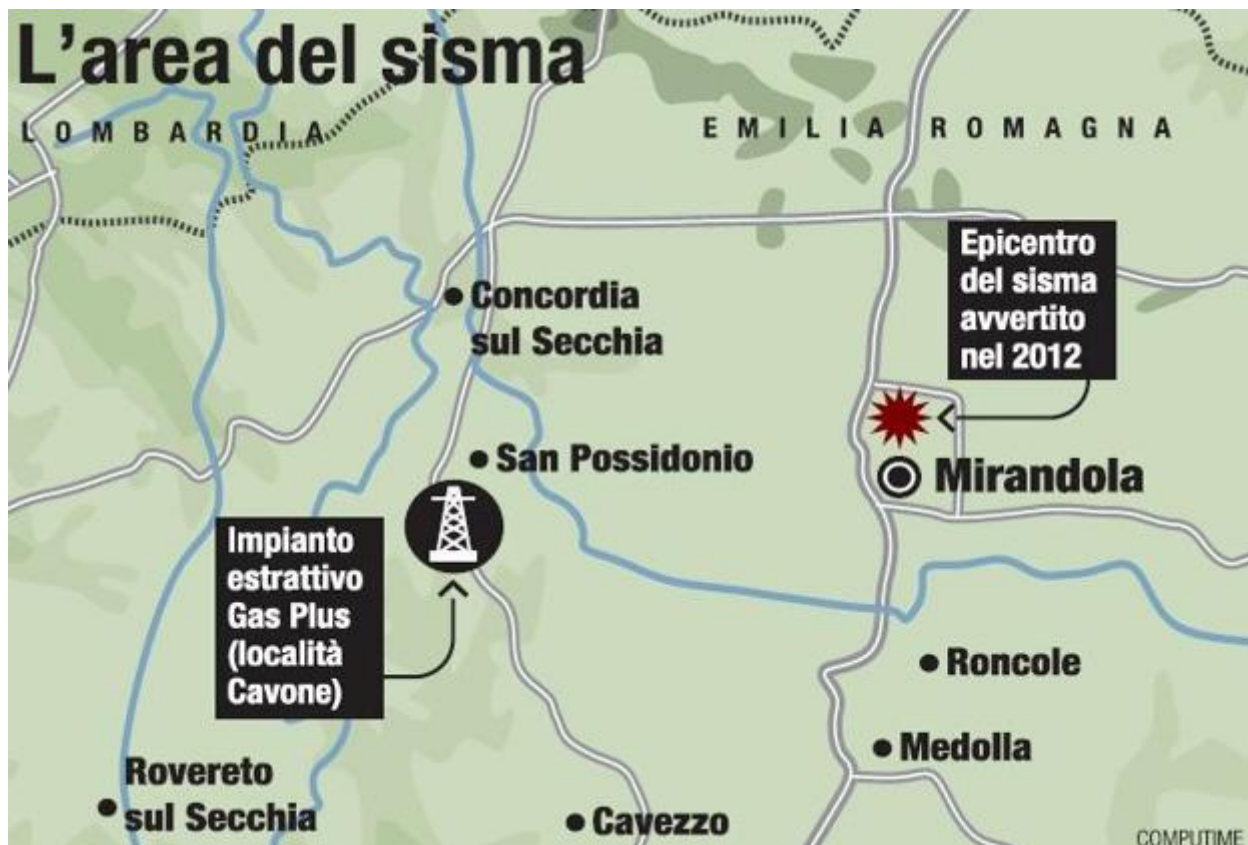 L'area del sisma
LOMBARDIA
EMILIA ROMAGNA
Epicentro
del sisma
avvertito
nel 2012
Concordia
sul Secchia
San Possidonio
Mirandola
Impianto
estrattivo
Gas Plus
(località
Cavone)
Roncole
Medolla
Rovereto
sul Secchia
Cavezzo
COMPUTIME